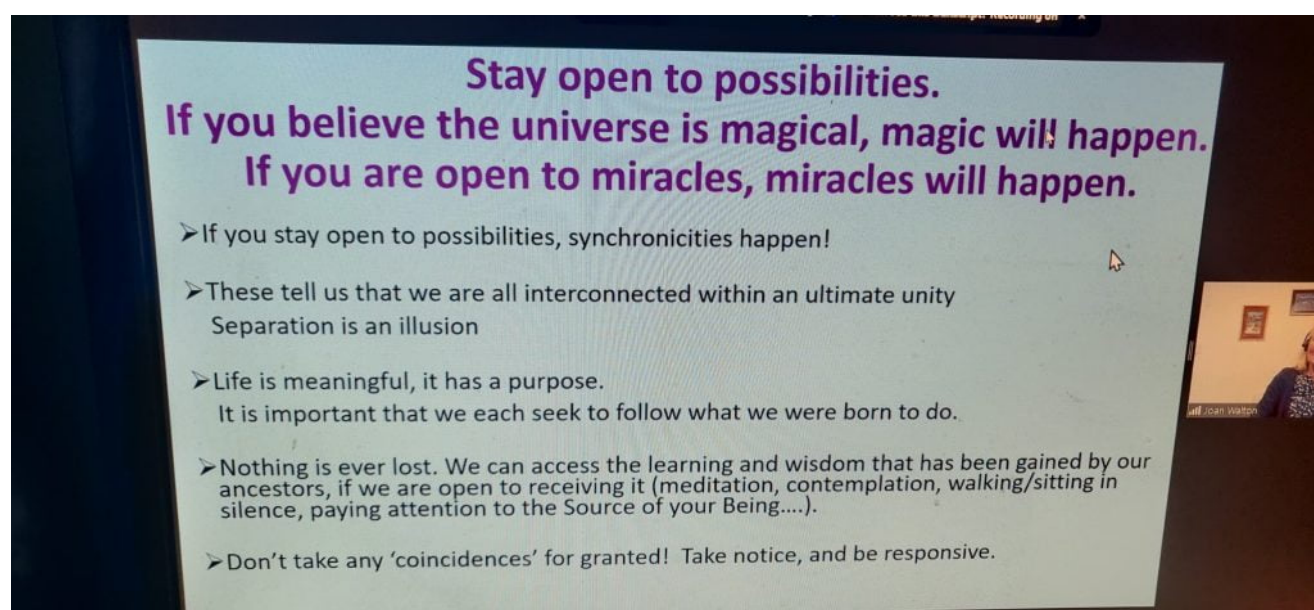 Recording on
Stay open to possibilities.
If you believe the universe is magical, magic will happen.
If you are open to miracles, miracles will happen.
➢If you stay open to possibilities, synchronicities happen!
➢These tell us that we are all interconnected within an ultimate unity
Separation is an illusion
➢Life is meaningful, it has a purpose.
It is important that we each seek to follow what we were born to do.
➢Nothing is ever lost. We can access the learning and wisdom that has been gained by our
ancestors, if we are open to receiving it (meditation, contemplation, walking/sitting in
silence, paying attention to the Source of your Being....).
➢Don't take any 'coincidences' for granted! Take notice, and be responsive.
Joan Walton